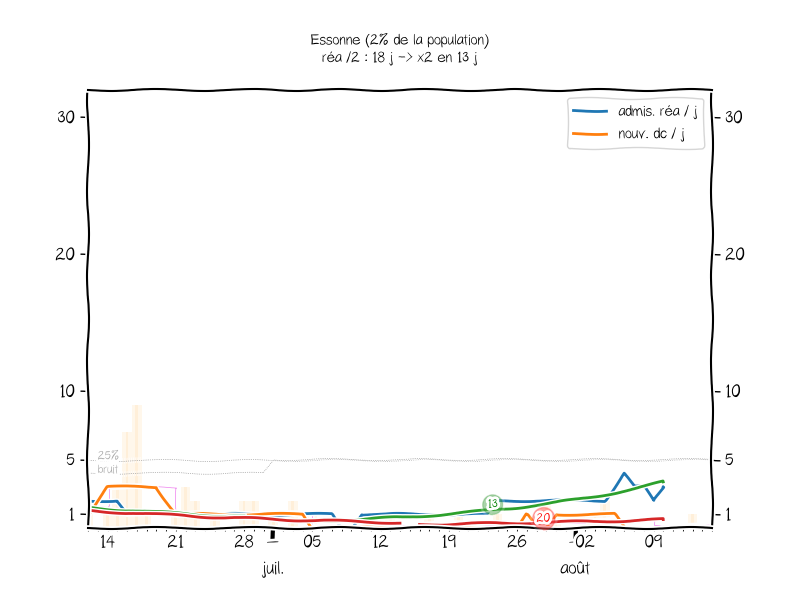 Essonne (2% de la population)
réa /2 : 18 j -> x2 en 13 j
30
30
admis. réa / j
nouv. dc / j
20
20
10
10
5
25%
bruit
5
13
20
1
1
14 21 28 05 12 19 26 02 09
juil. août